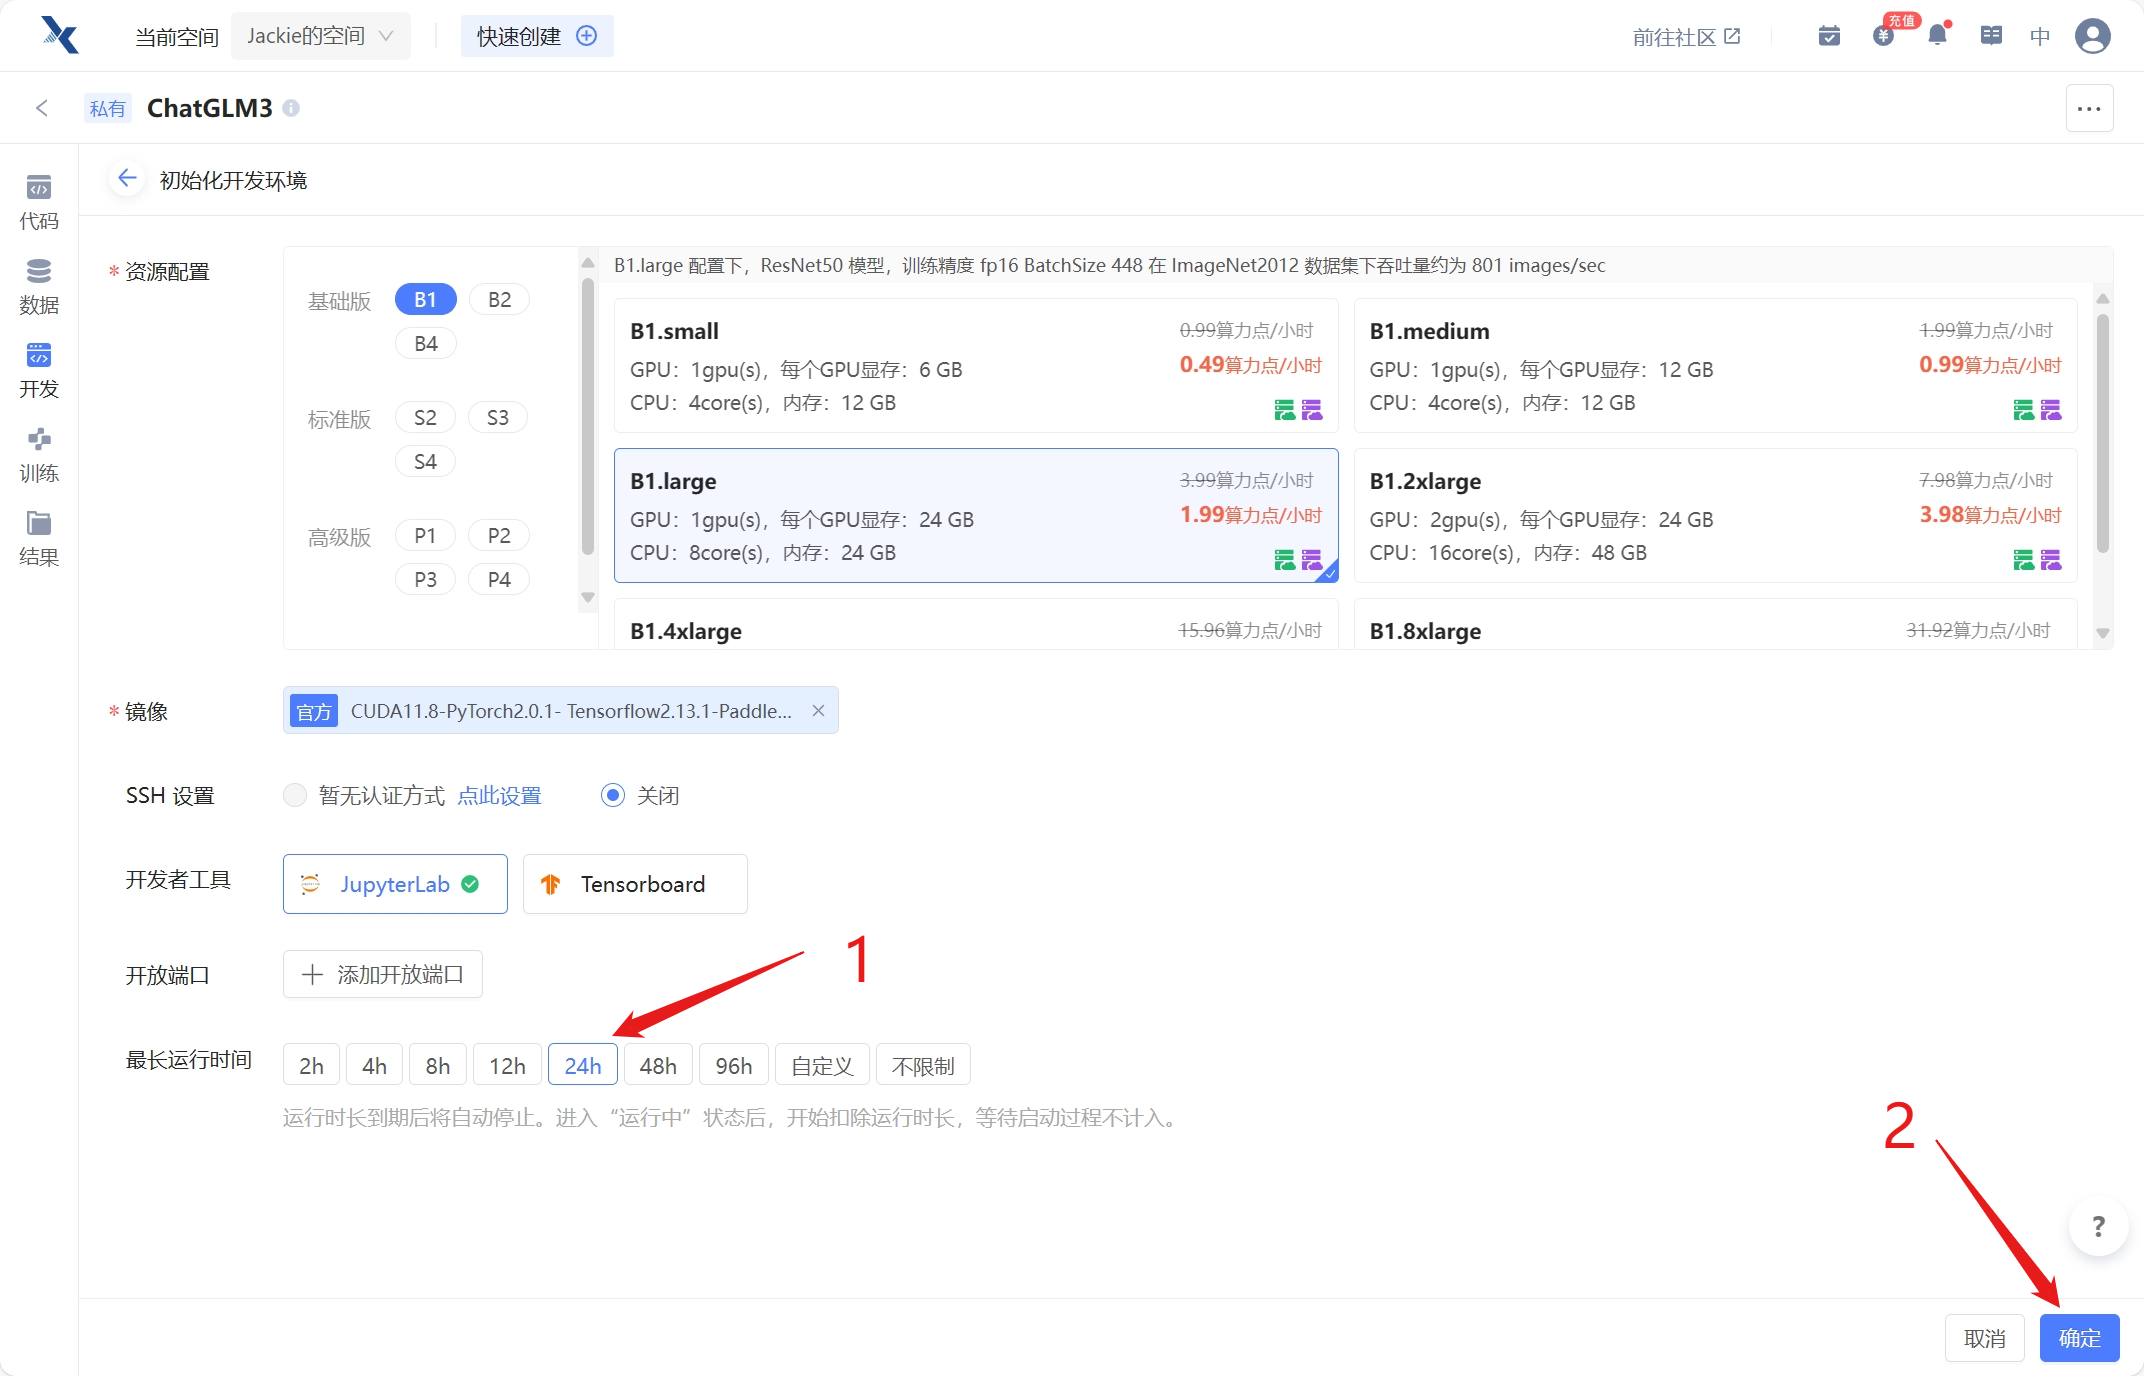 当前空间 Jackie的空间 快速创建 前往社区 充值 中
私有 ChatGLM3
初始化开发环境
代码
数据
开发
训练
结果
* 资源配置
基础版 B1 B2
B4
标准版 S2 S3
S4
高级版 P1 P2
P3 P4
B1.large 配置下，ResNet50 模型，训练精度 fp16 BatchSize 448 在 ImageNet2012 数据集下吞吐量约为 801 images/sec
B1.small 0.99算力点/小时
0.49算力点/小时
GPU：1gpu(s)，每个GPU显存：6 GB
CPU：4core(s)，内存：12 GB
B1.medium 1.99算力点/小时
0.99算力点/小时
GPU：1gpu(s)，每个GPU显存：12 GB
CPU：4core(s)，内存：12 GB
B1.large 3.99算力点/小时
1.99算力点/小时
GPU：1gpu(s)，每个GPU显存：24 GB
CPU：8core(s)，内存：24 GB
B1.2xlarge 7.98算力点/小时
3.98算力点/小时
GPU：2gpu(s)，每个GPU显存：24 GB
CPU：16core(s)，内存：48 GB
B1.4xlarge 15.96算力点/小时
B1.8xlarge 31.92算力点/小时
* 镜像 官方 CUDA11.8-PyTorch2.0.1- Tensorflow2.13.1-Paddle...
SSH 设置 暂无认证方式 点此设置 关闭
开发者工具 JupyterLab Tensorboard
1
开放端口 添加开放端口
最长运行时间 2h 4h 8h 12h 24h 48h 96h 自定义 不限制
运行时长到期后将自动停止。进入“运行中”状态后，开始扣除运行时长，等待启动过程不计入。
2
?
取消 确定